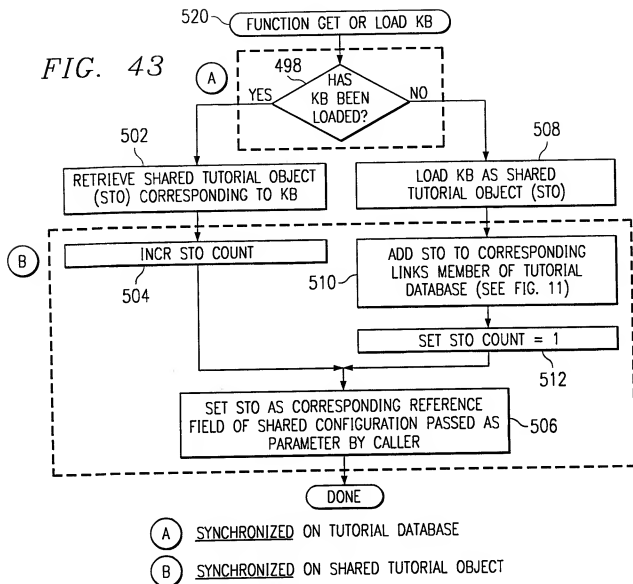 520
FUNCTION GET OR LOAD KB
FIG. 43
A
498
HAS
KB BEEN
LOADED?
YES
NO
502
RETRIEVE SHARED TUTORIAL OBJECT
(STO) CORRESPONDING TO KB
508
LOAD KB AS SHARED
TUTORIAL OBJECT (STO)
B
INCR STO COUNT
504
510
ADD STO TO CORRESPONDING
LINKS MEMBER OF TUTORIAL
DATABASE (SEE FIG. 11)
SET STO COUNT = 1
512
SET STO AS CORRESPONDING REFERENCE
FIELD OF SHARED CONFIGURATION PASSED AS
PARAMETER BY CALLER
506
DONE
A SYNCHRONIZED ON TUTORIAL DATABASE
B SYNCHRONIZED ON SHARED TUTORIAL OBJECT